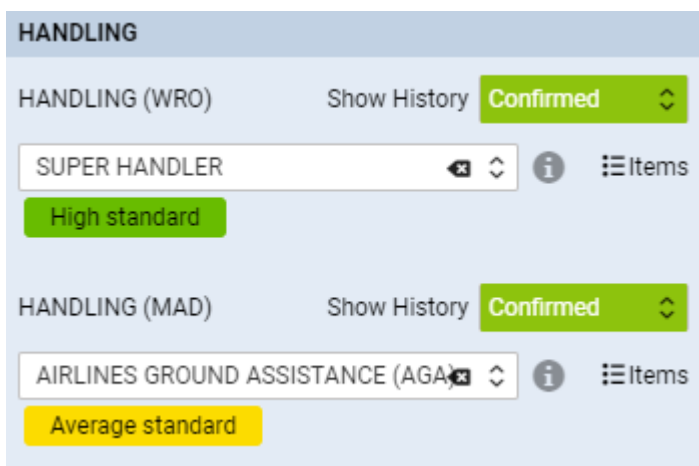 HANDLING
HANDLING (WRO) Show History Confirmed
SUPER HANDLER Items
High standard
HANDLING (MAD) Show History Confirmed
AIRLINES GROUND ASSISTANCE (AGA) Items
Average standard